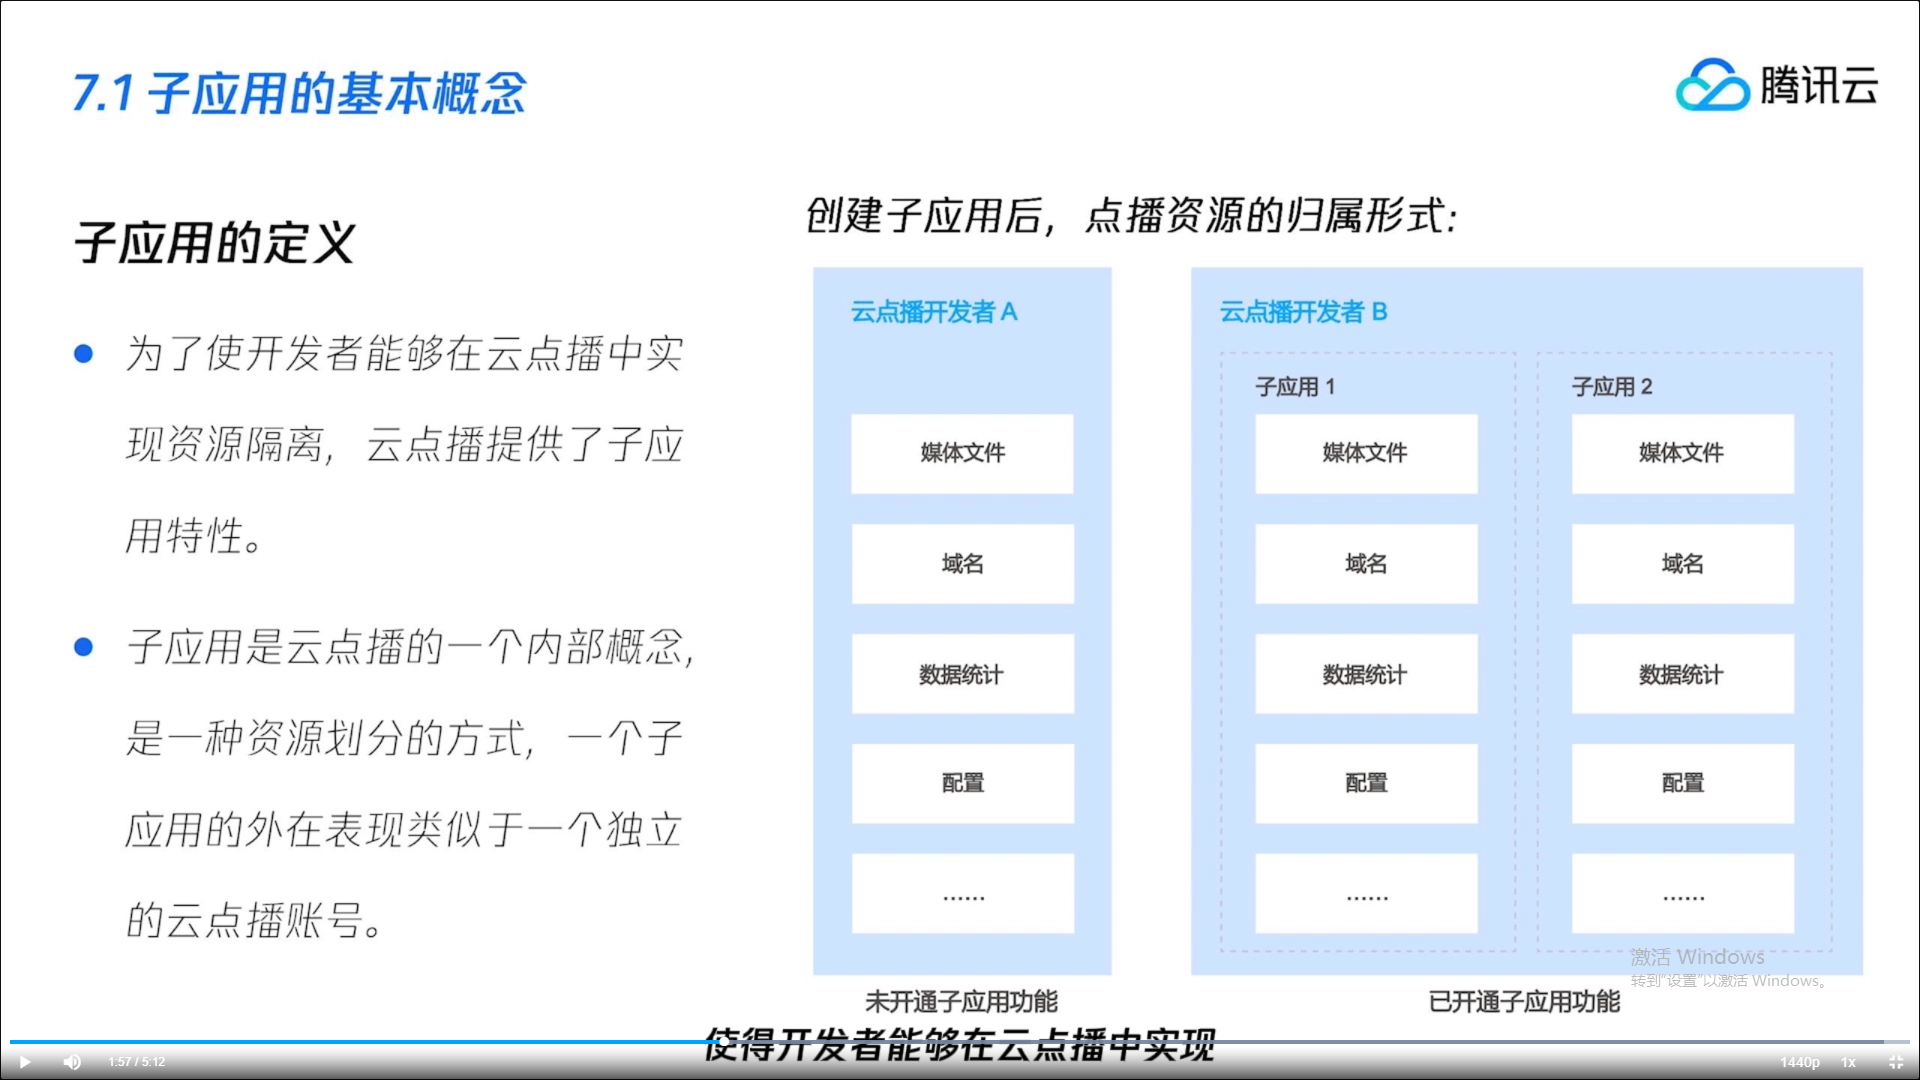 7.1 子应用的基本概念
腾讯云
子应用的定义
为了使开发者能够在云点播中实
现资源隔离，云点播提供了子应
用特性。
子应用是云点播的一个内部概念，
是一种资源划分的方式，一个子
应用的外在表现类似于一个独立
的云点播账号。
创建子应用后，点播资源的归属形式：
云点播开发者 A
媒体文件
域名
数据统计
配置
······
未开通子应用功能
云点播开发者 B
子应用 1
媒体文件
域名
数据统计
配置
······
子应用 2
媒体文件
域名
数据统计
配置
······
已开通子应用功能
激活 Windows
转到“设置”以激活 Windows。
使得开发者能够在云点播中实现
1:57 / 5:12
1440p 1x